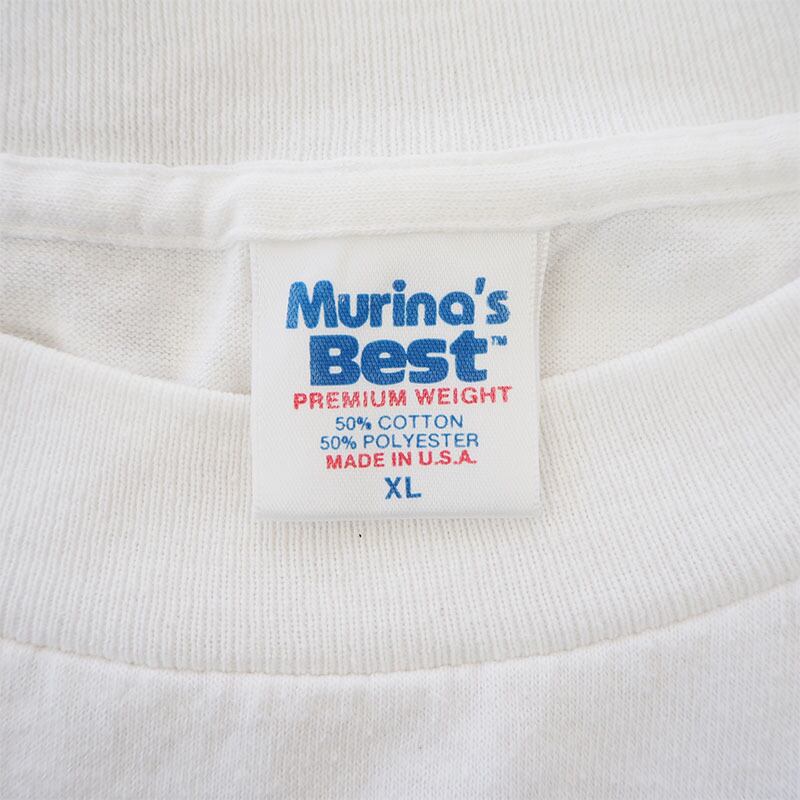 Murina's
Best™
PREMIUM WEIGHT
50% COTTON
50% POLYESTER
MADE IN U.S.A.
XL